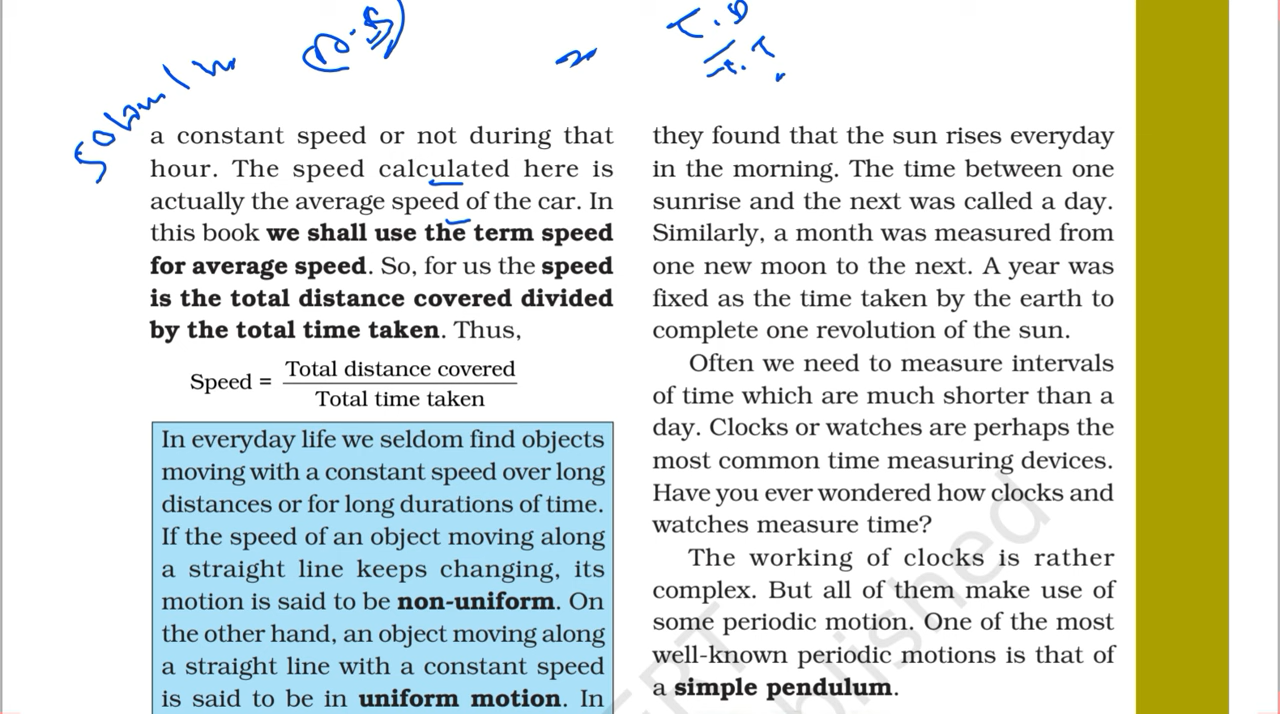 50km/hr
T.D
T.T
a constant speed or not during that
hour. The speed calculated here is
actually the average speed of the car. In
this book we shall use the term speed
for average speed. So, for us the speed
is the total distance covered divided
by the total time taken. Thus,
Speed = Total distance covered
Total time taken
In everyday life we seldom find objects
moving with a constant speed over long
distances or for long durations of time.
If the speed of an object moving along
a straight line keeps changing, its
motion is said to be non-uniform. On
the other hand, an object moving along
a straight line with a constant speed
is said to be in uniform motion. In
they found that the sun rises everyday
in the morning. The time between one
sunrise and the next was called a day.
Similarly, a month was measured from
one new moon to the next. A year was
fixed as the time taken by the earth to
complete one revolution of the sun.
Often we need to measure intervals
of time which are much shorter than a
day. Clocks or watches are perhaps the
most common time measuring devices.
Have you ever wondered how clocks and
watches measure time?
The working of clocks is rather
complex. But all of them make use of
some periodic motion. One of the most
well-known periodic motions is that of
a simple pendulum.